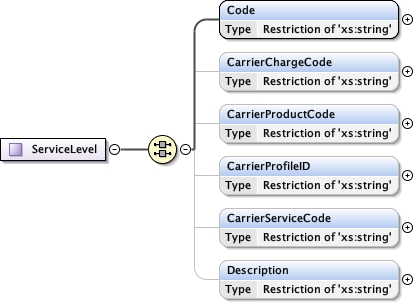 Code
Type Restriction of 'xs:string'
CarrierChargeCode
Type Restriction of 'xs:string'
CarrierProductCode
Type Restriction of 'xs:string'
ServiceLevel
CarrierProfileID
Type Restriction of 'xs:string'
CarrierServiceCode
Type Restriction of 'xs:string'
Description
Type Restriction of 'xs:string'